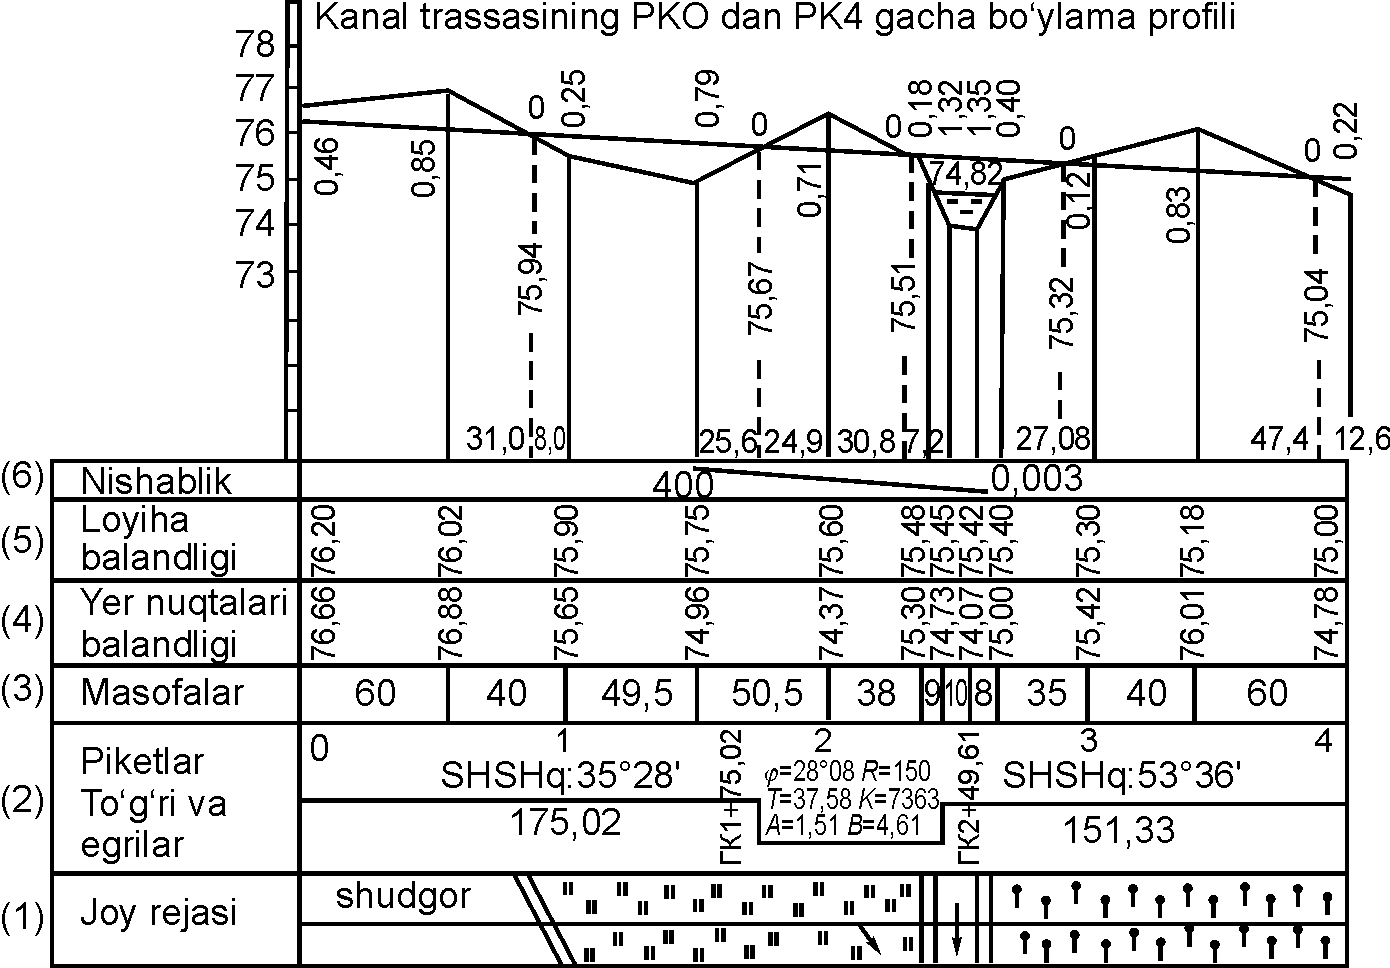 Kanal trassasining PKO dan PK4 gacha bo‘ylama profili
78
77
76
75
74
73
0,46
0,85
0
0,25
0,79
0
0,71
0
0,18
1,32
1,35
0,40
0
0,12
0,83
0
0,22
74,82
75,94
75,67
75,51
75,32
75,04
31,0
8,0
25,6
24,9
30,8
7,2
27,08
47,4
12,6
(6) Nishablik 400 0,003
(5) Loyiha
balandligi
76,20 76,02 75,90 75,75 75,60 75,48 75,45 75,42 75,40 75,30 75,18 75,00
(4) Yer nuqtalari
balandligi
76,66 76,88 75,65 74,96 74,37 75,30 74,73 74,07 75,00 75,42 76,01 74,78
(3) Masofalar 60 40 49,5 50,5 38 9 10 8 35 40 60
(2) Piketlar
To‘g‘ri va
egrilar
0 1 2 3 4
SHSHq:35°28'
175,02
ГК1+75,02
φ=28°08 R=150
T=37,58 K=7363
A=1,51 B=4,61
ГК2+49,61
SHSHq:53°36'
151,33
(1) Joy rejasi
shudgor